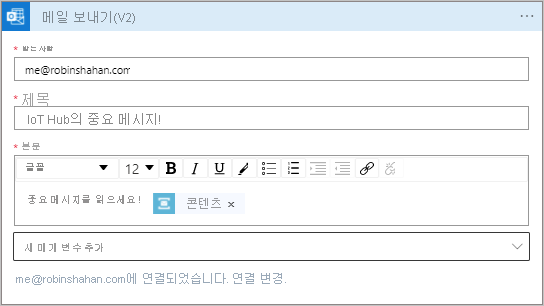 메일 보내기(V2)
* 받는사람
me@robinshahan.com
* 제목
IoT Hub의 중요 메시지!
* 본문
글꼴 12 B I U
중요메시지를 읽으세요! 콘텐츠 ×
새 매개 변수 추가
me@robinshahan.com에 연결되었습니다. 연결 변경.